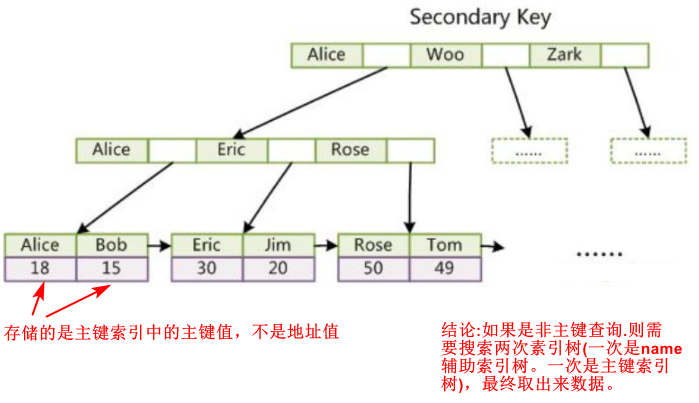 Secondary Key
Alice Woo Zark
Alice Eric Rose
...... ......
Alice Bob Eric Jim Rose Tom
18 15 30 20 50 49
......
存储的是主键索引中的主键值，不是地址值
结论:如果是非主键查询.则需
要搜索两次素引树(一次是name
辅助索引树。一次是主键索引
树)，最终取出来数据。